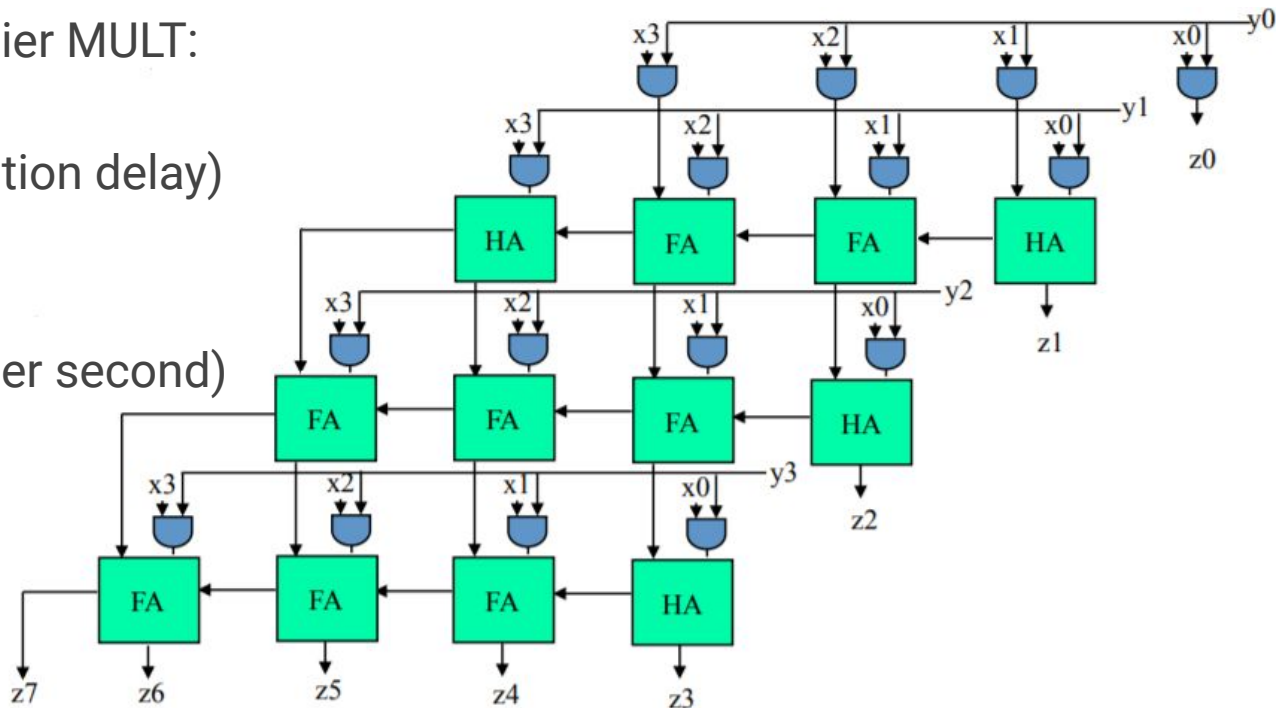 ier MULT:
tion delay)
er second)
x3 x2 x1 x0 y0
x3 x2 x1 x0 y1
z0
HA FA FA HA
x3 x2 x1 x0 y2
z1
FA FA FA HA
x3 x2 x1 x0 y3
z2
FA FA FA HA
z7 z6 z5 z4 z3